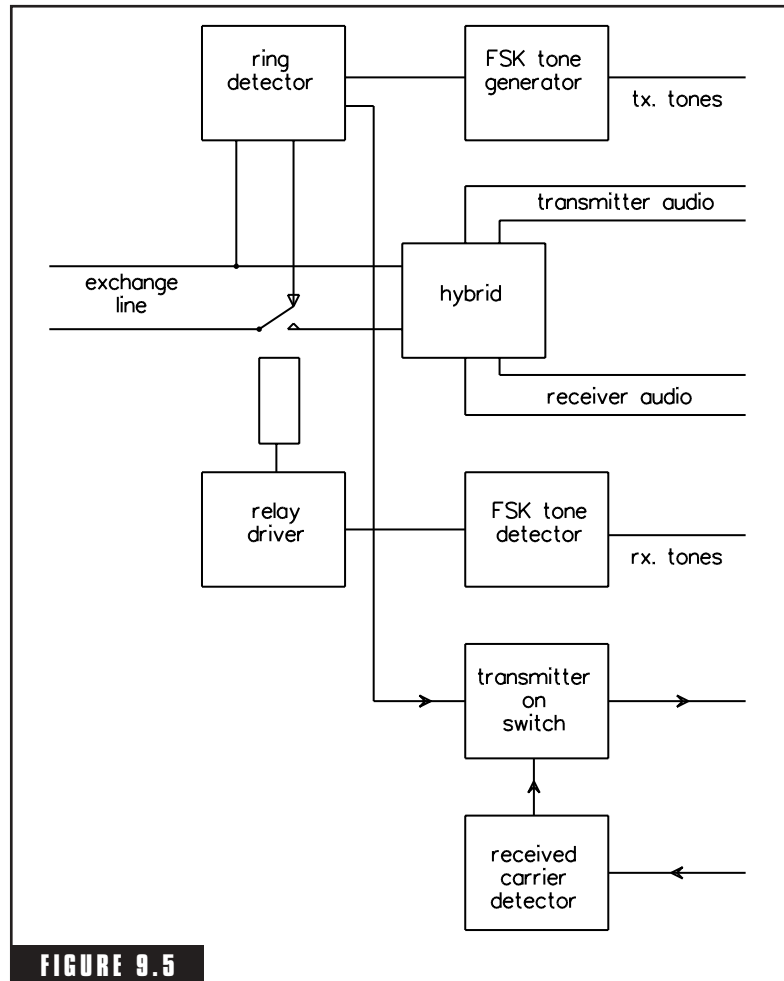 ring
detector
FSK tone
generator
tx. tones
transmitter audio
exchange
line
hybrid
receiver audio
relay
driver
FSK tone
detector
rx. tones
transmitter
on
switch
received
carrier
detector
FIGURE 9.5